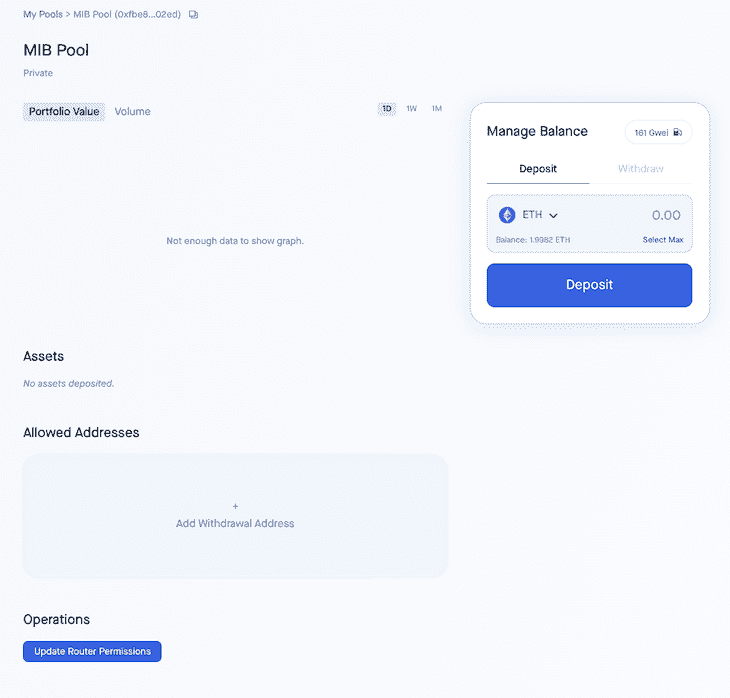 My Pools > MIB Pool (0xfbe8...02ed)
MIB Pool
Private
Portfolio Value Volume 1D 1W 1M
Not enough data to show graph.
Manage Balance 161 Gwei
Deposit Withdraw
ETH 0.00
Balance: 1.9982 ETH Select Max
Deposit
Assets
No assets deposited.
Allowed Addresses
+
Add Withdrawal Address
Operations
Update Router Permissions